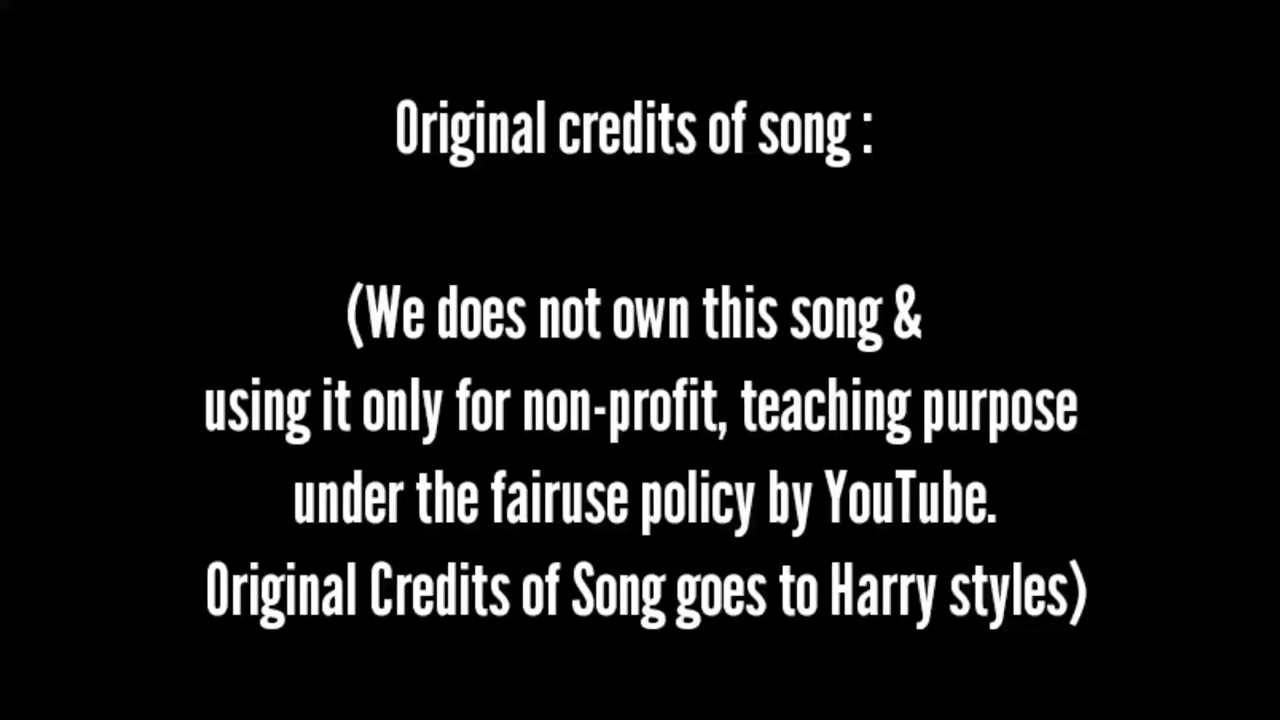 Original credits of song :
(We does not own this song &
using it only for non-profit, teaching purpose
under the fairuse policy by YouTube.
Original Credits of Song goes to Harry styles)